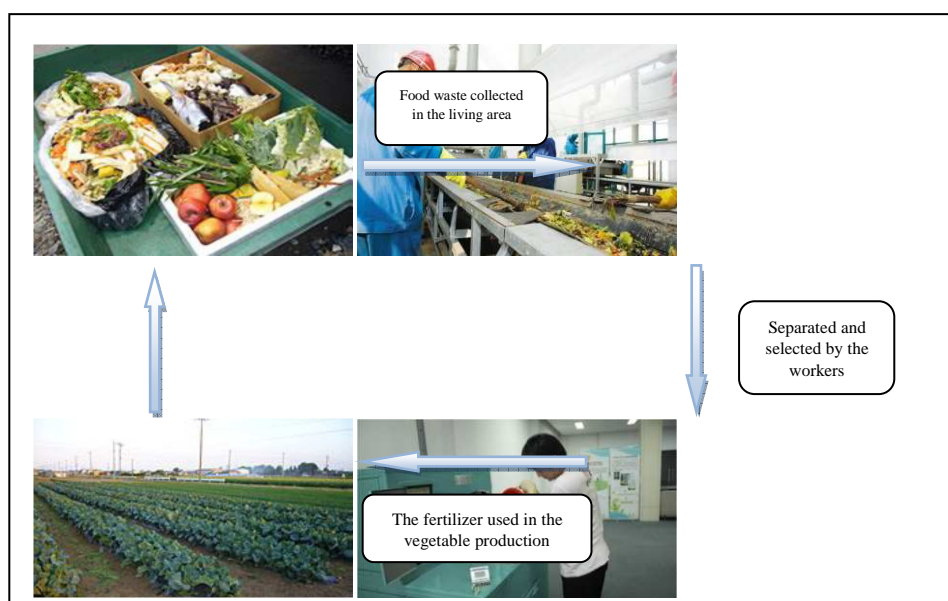 Food waste collected
in the living area
Separated and
selected by the
workers
The fertilizer used in the
vegetable production